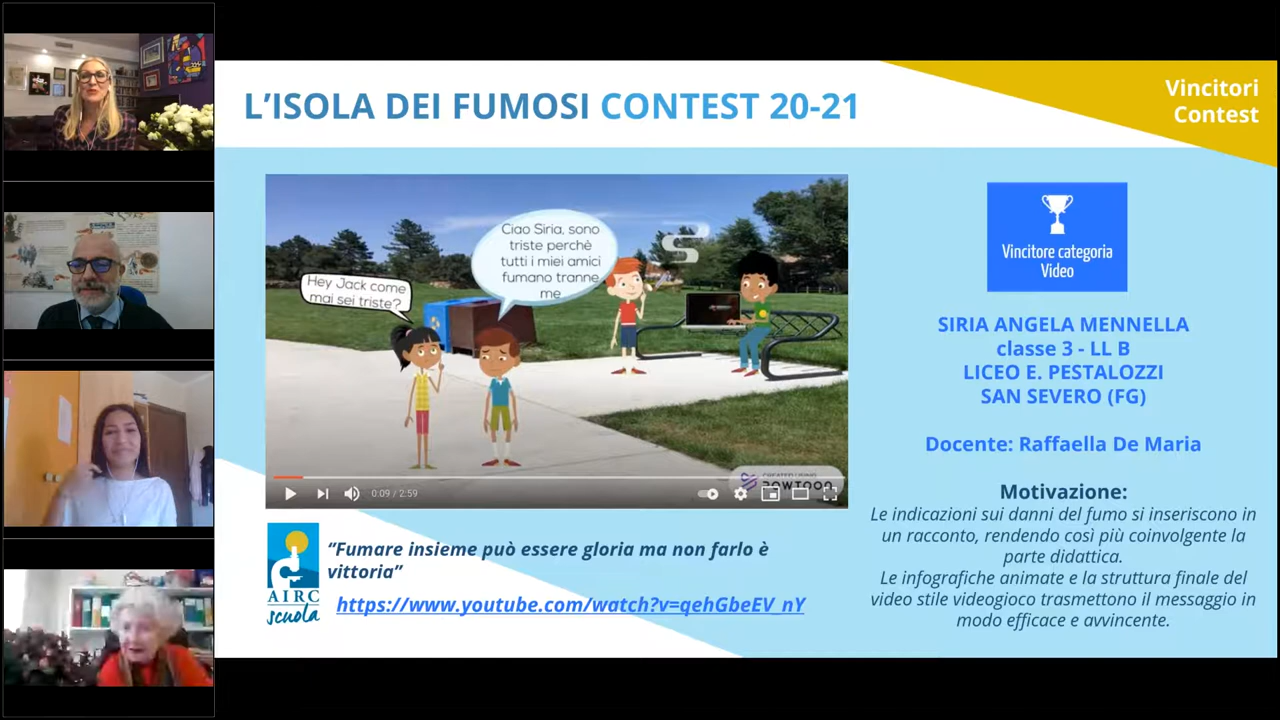 L'ISOLA DEI FUMOSI CONTEST 20-21
Vincitori
Contest
Hey Jack come
mai sei triste?
Ciao Siria, sono
triste perchè
tutti i miei amici
fumano tranne
me
CREATED USING
POWTOON
0:09 / 2:59
Vincitore categoria
Video
SIRIA ANGELA MENNELLA
classe 3 - LL B
LICEO E. PESTALOZZI
SAN SEVERO (FG)
Docente: Raffaella De Maria
Motivazione:
Le indicazioni sui danni del fumo si inseriscono in
un racconto, rendendo così più coinvolgente la
parte didattica.
Le infografiche animate e la struttura finale del
video stile videogioco trasmettono il messaggio in
modo efficace e avvincente.
AIRC
scuola
“Fumare insieme può essere gloria ma non farlo è
vittoria”
https://www.youtube.com/watch?v=qehGbeEV_nY